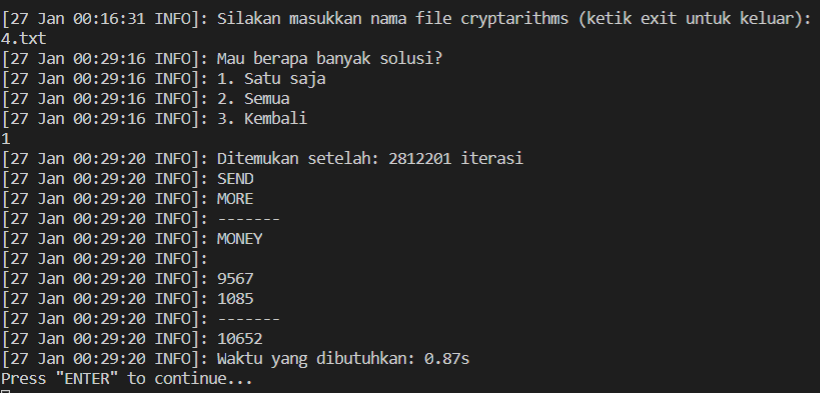 [27 Jan 00:16:31 INFO]: Silakan masukkan nama file cryptarithms (ketik exit untuk keluar):
4.txt
[27 Jan 00:29:16 INFO]: Mau berapa banyak solusi?
[27 Jan 00:29:16 INFO]: 1. Satu saja
[27 Jan 00:29:16 INFO]: 2. Semua
[27 Jan 00:29:16 INFO]: 3. Kembali
1
[27 Jan 00:29:20 INFO]: Ditemukan setelah: 2812201 iterasi
[27 Jan 00:29:20 INFO]: SEND
[27 Jan 00:29:20 INFO]: MORE
[27 Jan 00:29:20 INFO]: -------
[27 Jan 00:29:20 INFO]: MONEY
[27 Jan 00:29:20 INFO]:
[27 Jan 00:29:20 INFO]: 9567
[27 Jan 00:29:20 INFO]: 1085
[27 Jan 00:29:20 INFO]: -------
[27 Jan 00:29:20 INFO]: 10652
[27 Jan 00:29:20 INFO]: Waktu yang dibutuhkan: 0.87s
Press "ENTER" to continue...